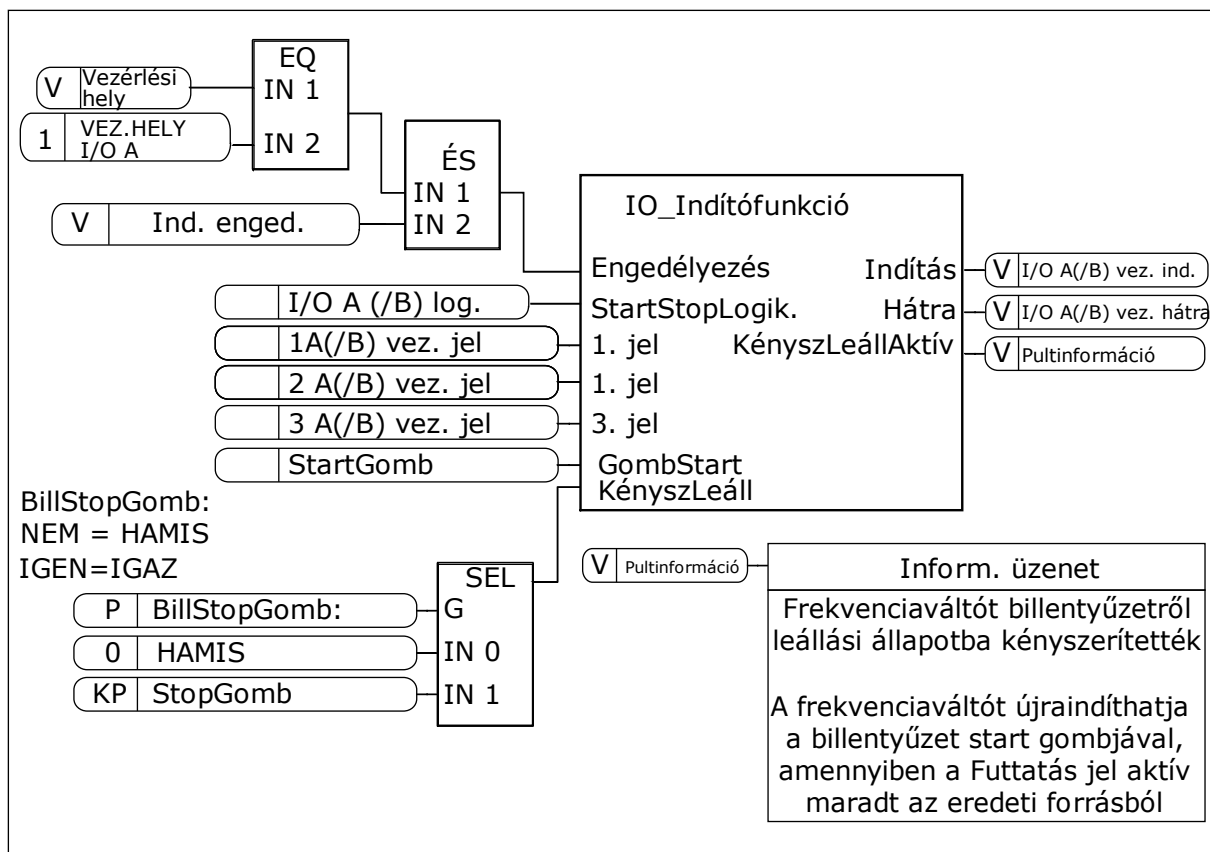 EQ
V Vezérlési
hely
IN 1
1 VEZ.HELY
I/O A
IN 2
ÉS
IN 1
IN 2
V Ind. enged.
IO_Indítófunkció
Engedélyezés
StartStopLogik.
1. jel
1. jel
3. jel
GombStart
KényszLeáll
Indítás
Hátra
KényszLeállAktív
V I/O A(/B) vez. ind.
V I/O A(/B) vez. hátra
V Pultinformáció
I/O A (/B) log.
1A(/B) vez. jel
2 A(/B) vez. jel
3 A(/B) vez. jel
StartGomb
BillStopGomb:
NEM = HAMIS
IGEN=IGAZ
SEL
G
IN 0
IN 1
P BillStopGomb:
0 HAMIS
KP StopGomb
V Pultinformáció
Inform. üzenet
Frekvenciaváltót billentyűzetről
leállási állapotba kényszerítették
A frekvenciaváltót újraindíthatja
a billentyűzet start gombjával,
amennyiben a Futtatás jel aktív
maradt az eredeti forrásból